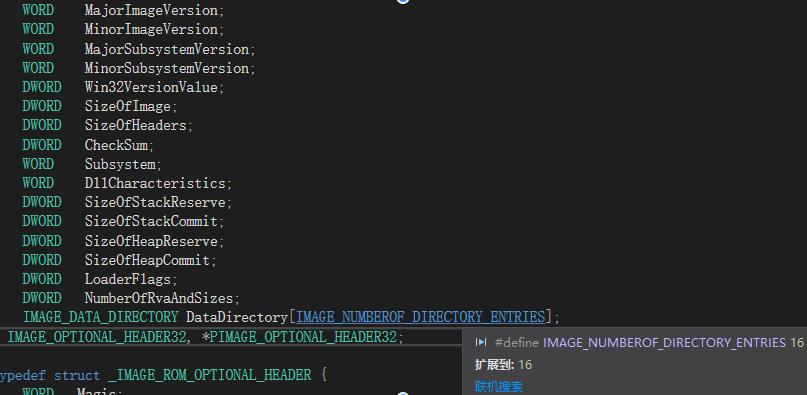 WORD MajorImageVersion;
WORD MinorImageVersion;
WORD MajorSubsystemVersion;
WORD MinorSubsystemVersion;
DWORD Win32VersionValue;
DWORD SizeOfImage;
DWORD SizeOfHeaders;
DWORD CheckSum;
WORD Subsystem;
WORD DllCharacteristics;
DWORD SizeOfStackReserve;
DWORD SizeOfStackCommit;
DWORD SizeOfHeapReserve;
DWORD SizeOfHeapCommit;
DWORD LoaderFlags;
DWORD NumberOfRvaAndSizes;
IMAGE_DATA_DIRECTORY DataDirectory[IMAGE_NUMBEROF_DIRECTORY_ENTRIES];
IMAGE_OPTIONAL_HEADER32, *PIMAGE_OPTIONAL_HEADER32;
#define IMAGE_NUMBEROF_DIRECTORY_ENTRIES 16
扩展到: 16
联机搜索
ypedef struct _IMAGE_ROM_OPTIONAL_HEADER {
WORD Magic;